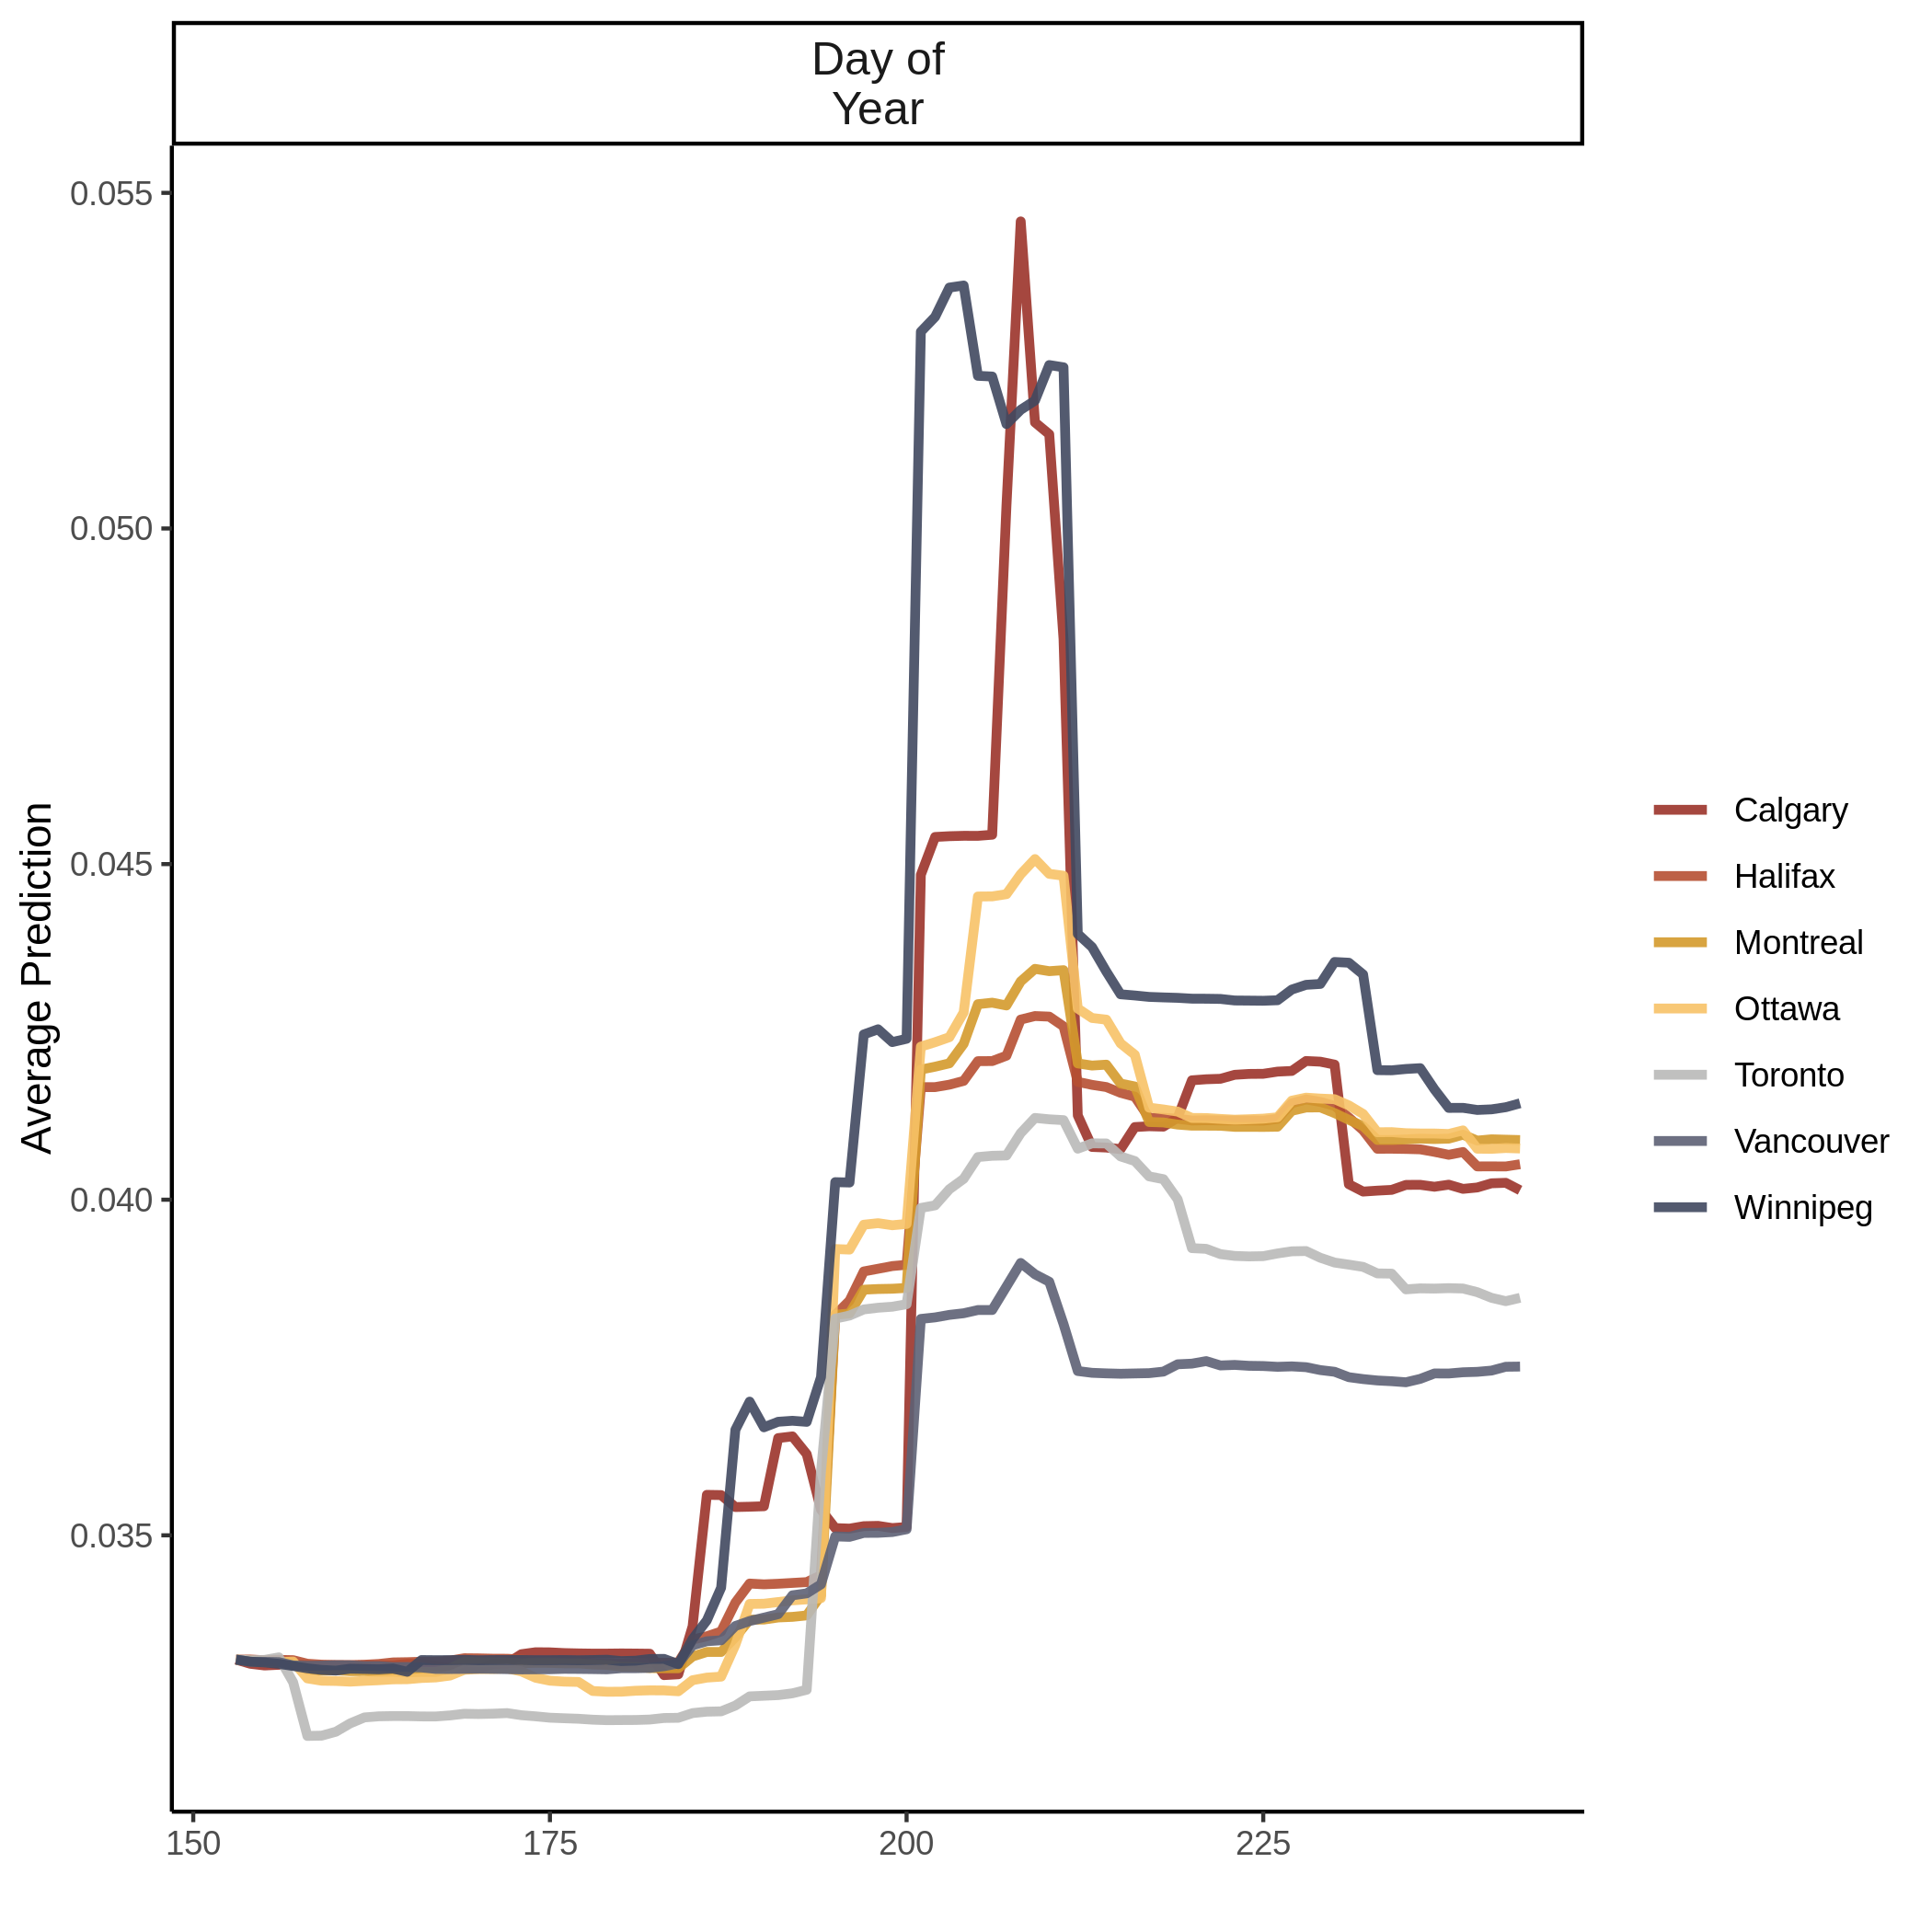 Day of
Year
0.055
0.050
0.045
0.040
0.035
Average Prediction
150
175
200
225
Calgary
Halifax
Montreal
Ottawa
Toronto
Vancouver
Winnipeg